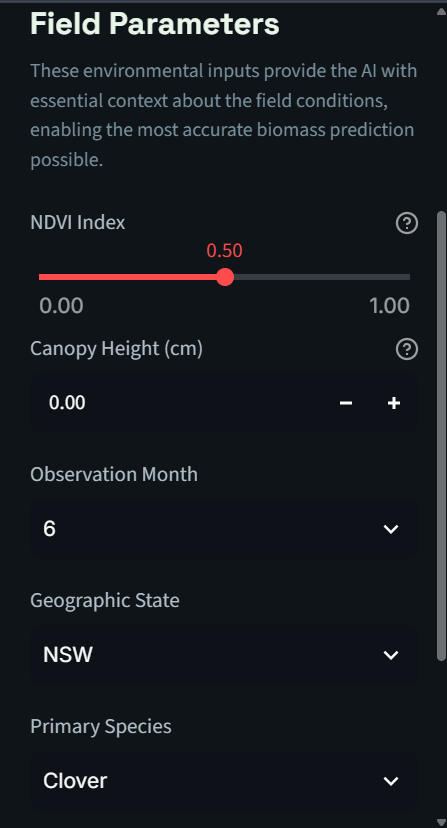 Field Parameters
These environmental inputs provide the AI with
essential context about the field conditions,
enabling the most accurate biomass prediction
possible.
NDVI Index
?
0.50
0.00 1.00
Canopy Height (cm)
?
0.00 − +
Observation Month
6
Geographic State
NSW
Primary Species
Clover